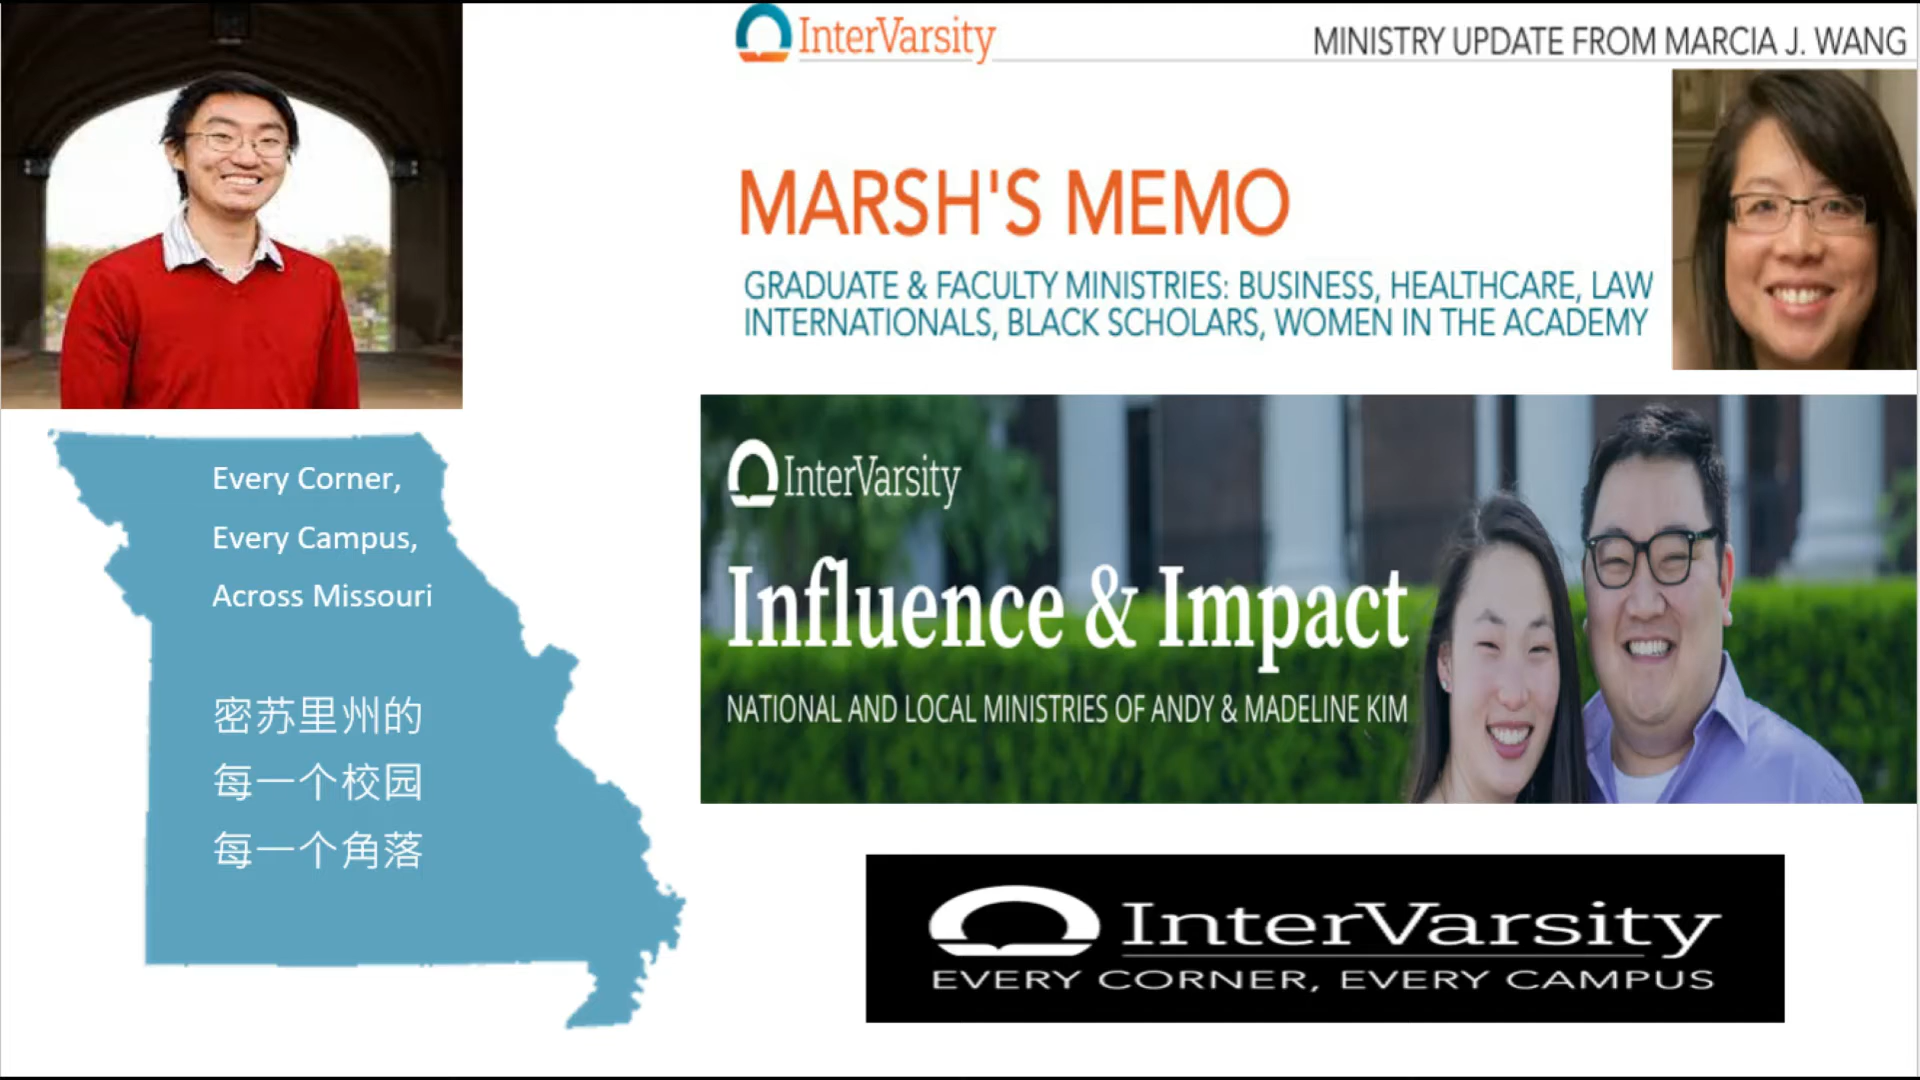 InterVarsity
MINISTRY UPDATE FROM MARCIA J. WANG
MARSH'S MEMO
GRADUATE & FACULTY MINISTRIES: BUSINESS, HEALTHCARE, LAW
INTERNATIONALS, BLACK SCHOLARS, WOMEN IN THE ACADEMY
Every Corner,
Every Campus,
Across Missouri
密苏里州的
每一个校园
每一个角落
InterVarsity
Influence & Impact
NATIONAL AND LOCAL MINISTRIES OF ANDY & MADELINE KIM
InterVarsity
EVERY CORNER, EVERY CAMPUS